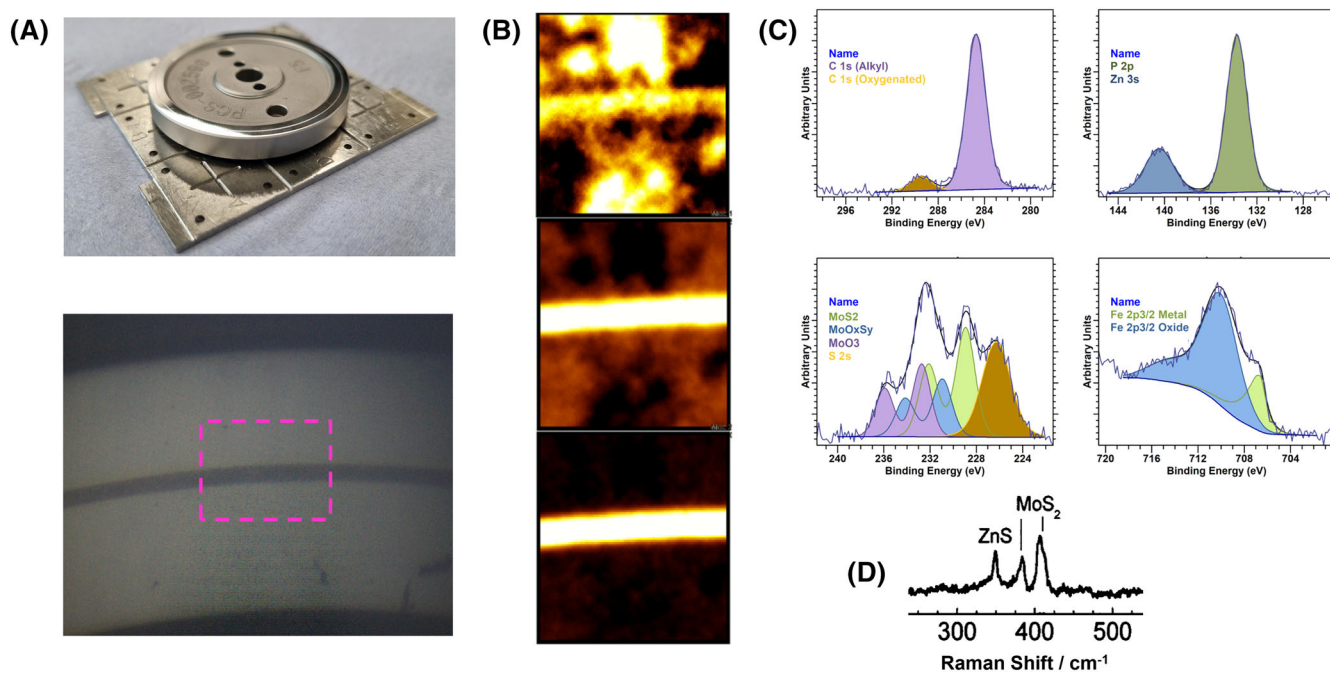 (A)
PCS-002500
(B)
(C)
Name
C 1s (Alkyl)
C 1s (Oxygenated)
Arbitrary Units
296 292 288 284 280
Binding Energy (eV)
Name
P 2p
Zn 3s
Arbitrary Units
144 140 136 132 128
Binding Energy (eV)
Name
MoS2
MoOxSy
MoO3
S 2s
Arbitrary Units
240 236 232 228 224
Binding Energy (eV)
Name
Fe 2p3/2 Metal
Fe 2p3/2 Oxide
Arbitrary Units
720 716 712 708 704
Binding Energy (eV)
(D)
ZnS
MoS₂
300 400 500
Raman Shift / cm⁻¹